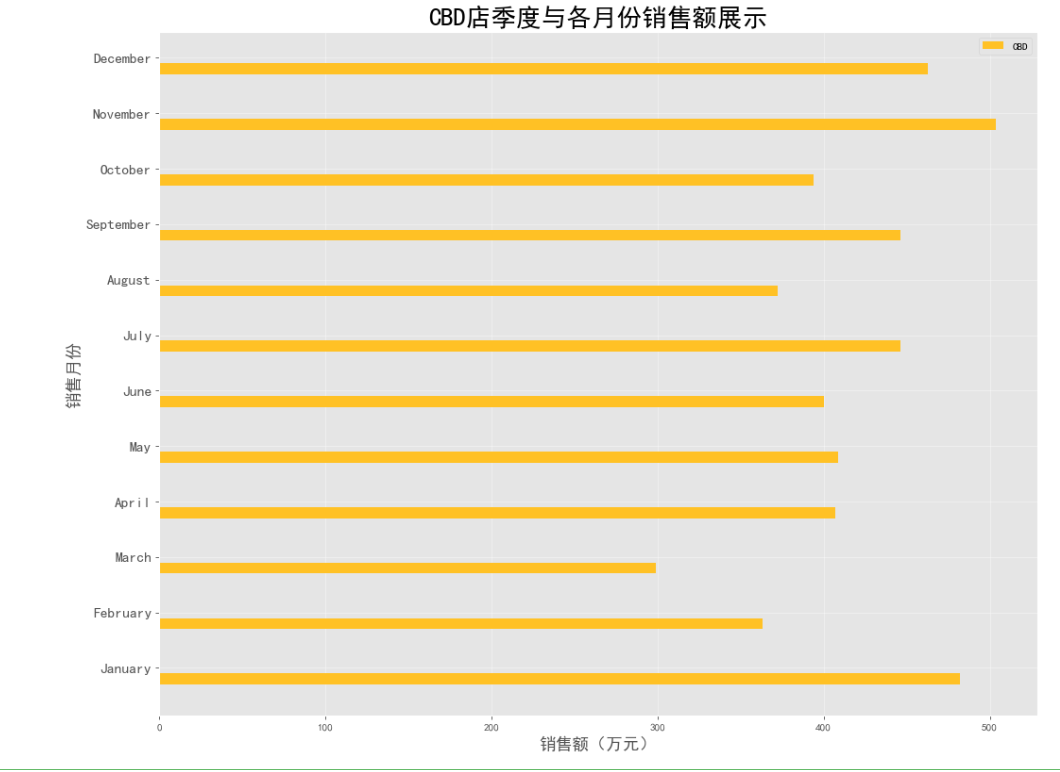 CBD店季度与各月份销售额展示
CBD
December
November
October
September
August
July
June
May
April
March
February
January
销售月份
0 100 200 300 400 500
销售额（万元）